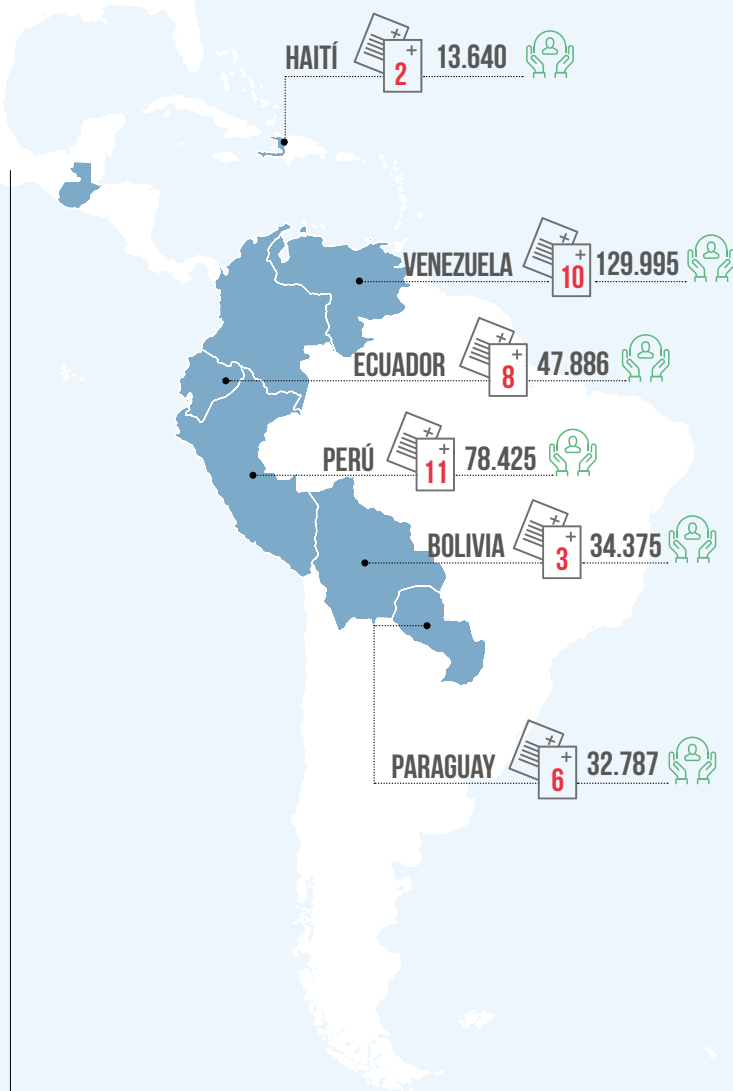 HAITÍ 2 13.640
VENEZUELA 10 129.995
ECUADOR 8 47.886
PERÚ 11 78.425
BOLIVIA 3 34.375
PARAGUAY 6 32.787